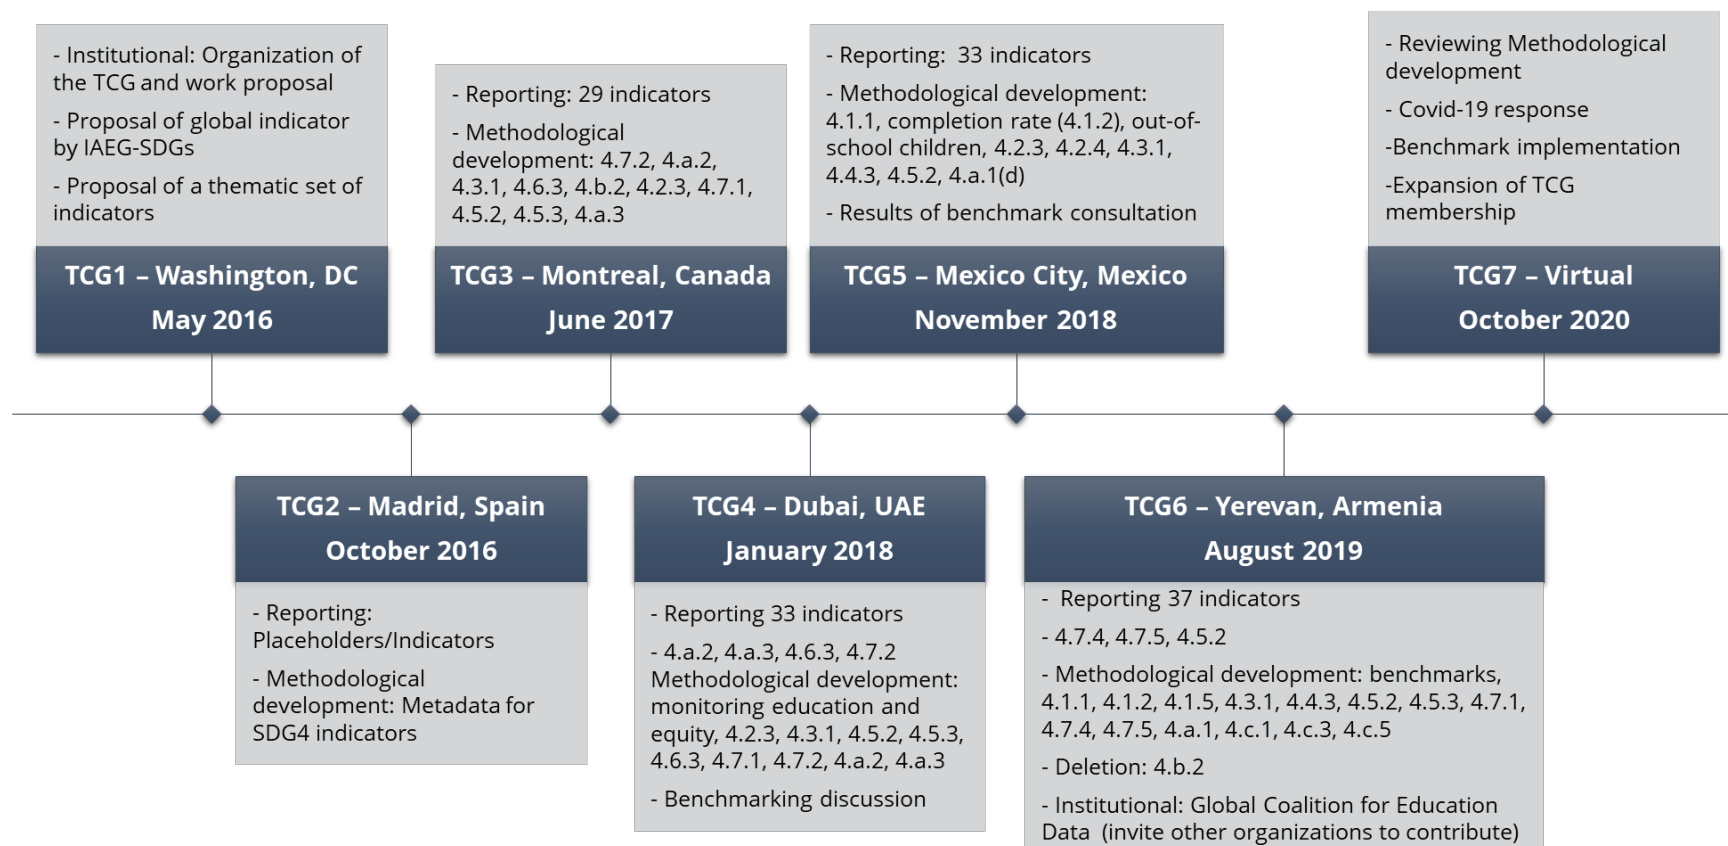 - Institutional: Organization of
the TCG and work proposal
- Proposal of global indicator
by IAEG-SDGs
- Proposal of a thematic set of
indicators
TCG1 – Washington, DC
May 2016
- Reporting: 29 indicators
- Methodological
development: 4.7.2, 4.a.2,
4.3.1, 4.6.3, 4.b.2, 4.2.3, 4.7.1,
4.5.2, 4.5.3, 4.a.3
TCG3 – Montreal, Canada
June 2017
- Reporting:  33 indicators
- Methodological development:
4.1.1, completion rate (4.1.2), out-of-
school children, 4.2.3, 4.2.4, 4.3.1,
4.4.3, 4.5.2, 4.a.1(d)
- Results of benchmark consultation
TCG5 – Mexico City, Mexico
November 2018
- Reviewing Methodological
development
- Covid-19 response
-Benchmark implementation
-Expansion of TCG
membership
TCG7 – Virtual
October 2020
TCG2 – Madrid, Spain
October 2016
- Reporting:
Placeholders/Indicators
- Methodological
development: Metadata for
SDG4 indicators
TCG4 – Dubai, UAE
January 2018
- Reporting 33 indicators
- 4.a.2, 4.a.3, 4.6.3, 4.7.2
Methodological development:
monitoring education and
equity, 4.2.3, 4.3.1, 4.5.2, 4.5.3,
4.6.3, 4.7.1, 4.7.2, 4.a.2, 4.a.3
- Benchmarking discussion
TCG6 – Yerevan, Armenia
August 2019
-  Reporting 37 indicators
- 4.7.4, 4.7.5, 4.5.2
- Methodological development: benchmarks,
4.1.1, 4.1.2, 4.1.5, 4.3.1, 4.4.3, 4.5.2, 4.5.3, 4.7.1,
4.7.4, 4.7.5, 4.a.1, 4.c.1, 4.c.3, 4.c.5
- Deletion: 4.b.2
- Institutional: Global Coalition for Education
Data  (invite other organizations to contribute)